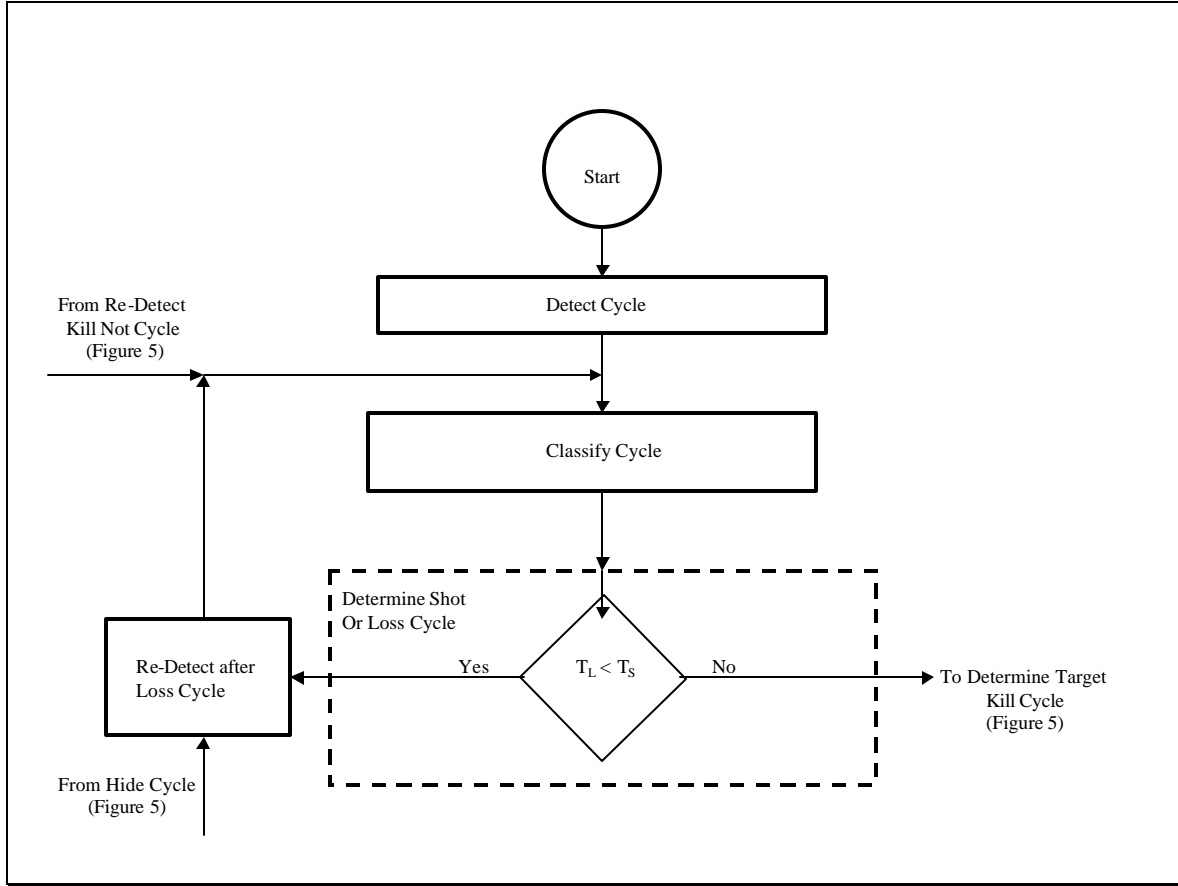 Start
Detect Cycle
From Re-Detect
Kill Not Cycle
(Figure 5)
Classify Cycle
Determine Shot
Or Loss Cycle
Re-Detect after
Loss Cycle
Yes
T_L < T_S
No
To Determine Target
Kill Cycle
(Figure 5)
From Hide Cycle
(Figure 5)